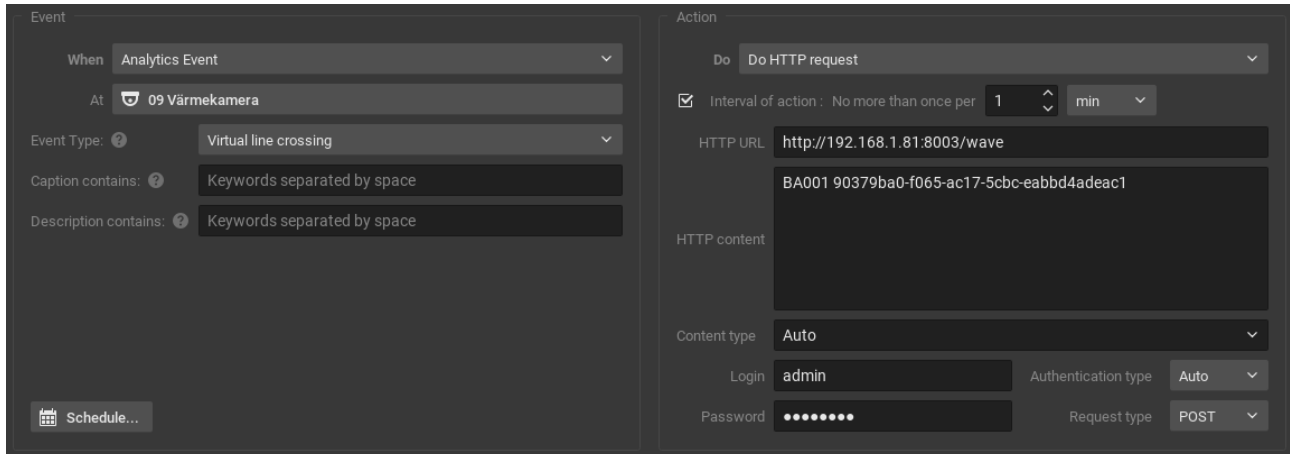 Event
When Analytics Event
At 09 Värmekamera
Event Type: ? Virtual line crossing
Caption contains: ? Keywords separated by space
Description contains: ? Keywords separated by space
Schedule...
Action
Do Do HTTP request
Interval of action : No more than once per 1 min
HTTP URL http://192.168.1.81:8003/wave
HTTP content BA001 90379ba0-f065-ac17-5cbc-eabbd4adeac1
Content type Auto
Login admin Authentication type Auto
Password ●●●●●●●● Request type POST